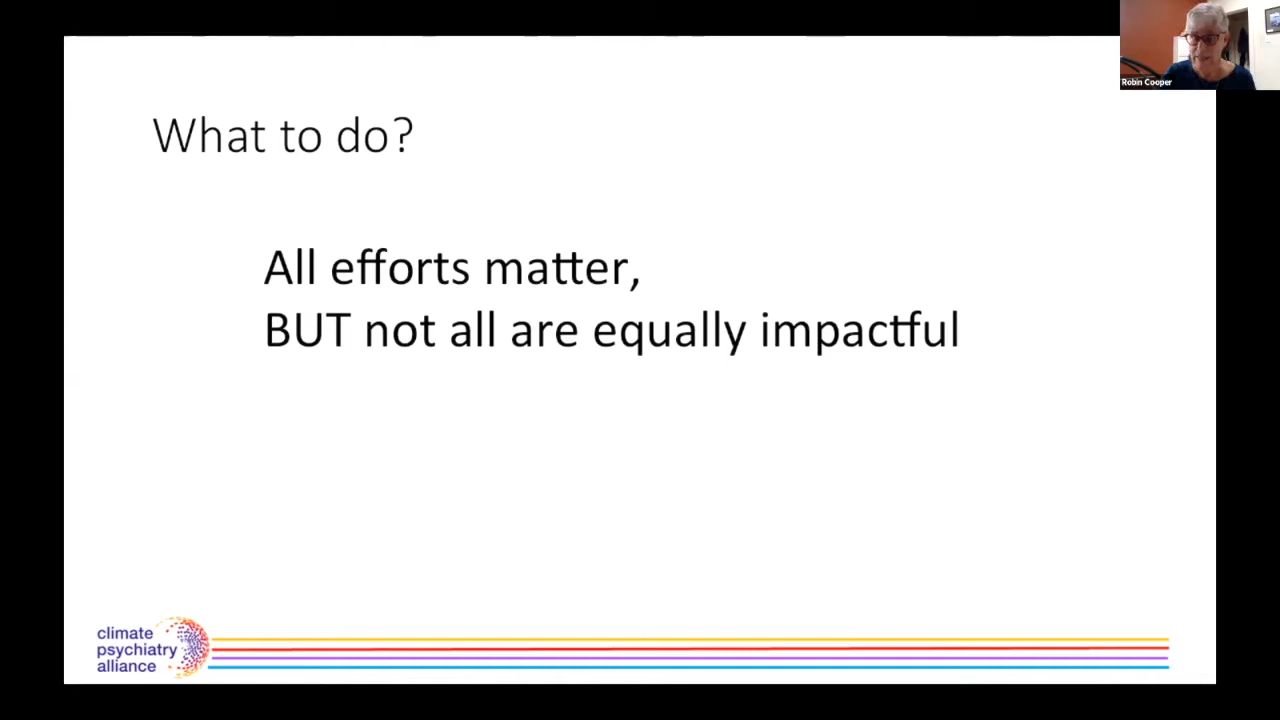 Robin Cooper
What to do?
All efforts matter,
BUT not all are equally impactful
climate
psychiatry
alliance